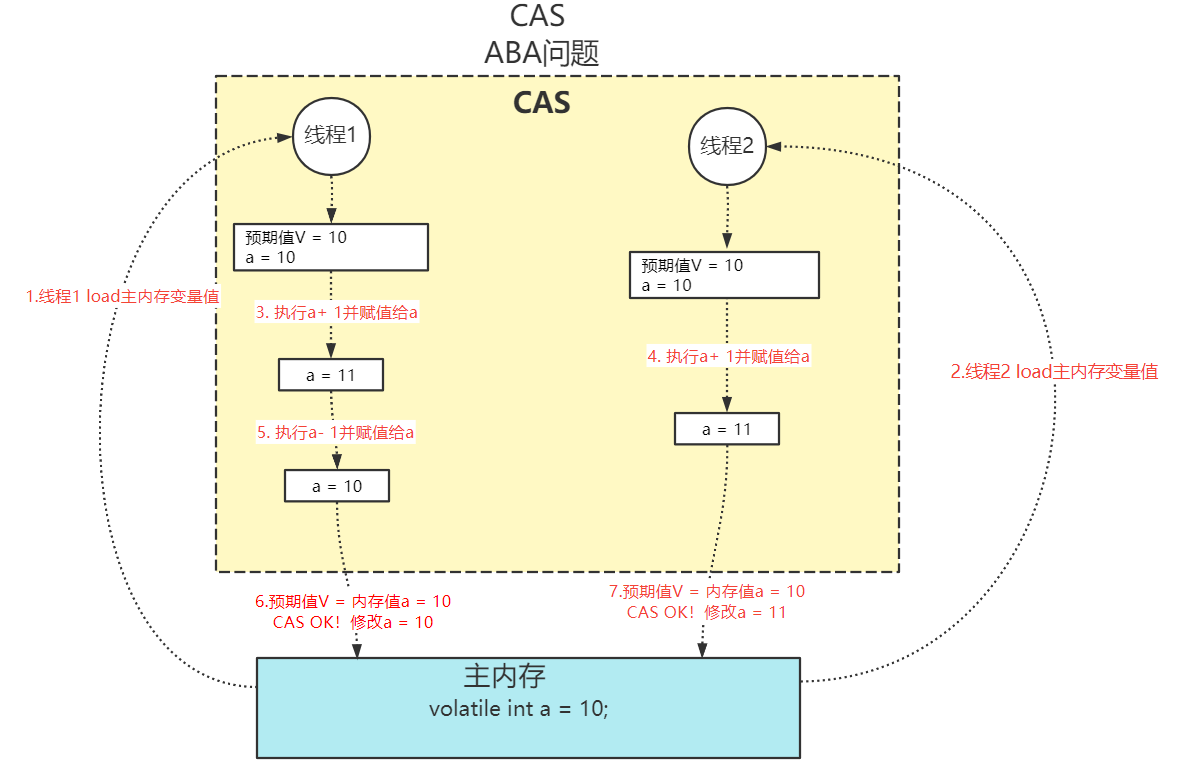 CAS
ABA问题
CAS
线程1
线程2
预期值V = 10
a = 10
预期值V = 10
a = 10
1.线程1 load主内存变量值
3. 执行a+ 1并赋值给a
4. 执行a+ 1并赋值给a
2.线程2 load主内存变量值
a = 11
a = 11
5. 执行a- 1并赋值给a
a = 10
6.预期值V = 内存值a = 10
CAS OK！修改a = 10
7.预期值V = 内存值a = 10
CAS OK！修改a = 11
主内存
volatile int a = 10;